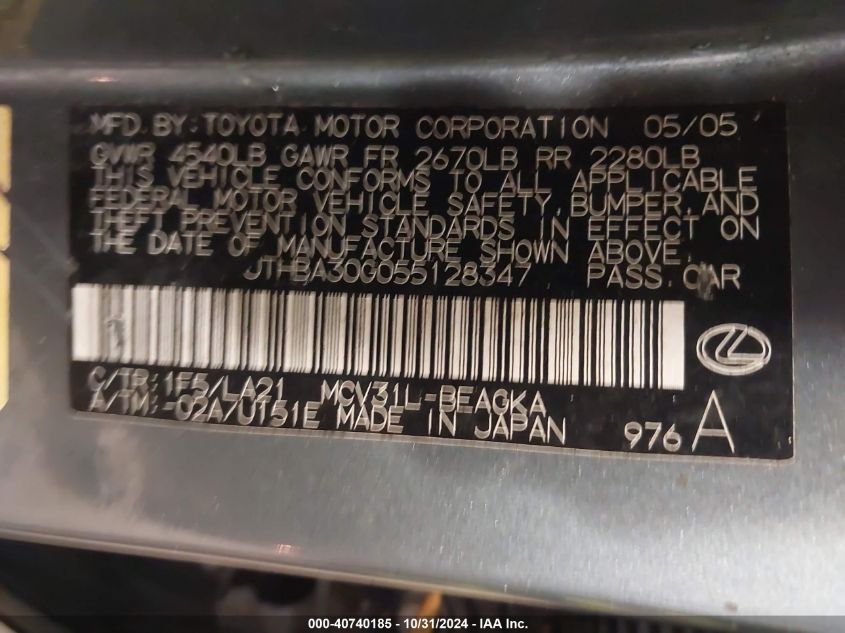 MFD. BY: TOYOTA MOTOR CORPORATION 05/05
GVWR 4540LB GAWR FR 2670LB RR 2280LB
THIS VEHICLE CONFORMS TO ALL APPLICABLE
FEDERAL MOTOR VEHICLE SAFETY, BUMPER, AND
THEFT PREVENTION STANDARDS IN EFFECT ON
THE DATE OF MANUFACTURE SHOWN ABOVE.
JTHBA30G055128347 PASS. CAR
C/TR: 1F5/LA21 MCV31L-BEAGKA
A/TM: -02A/U151E MADE IN JAPAN 976 A
000-40740185 - 10/31/2024 - IAA Inc.